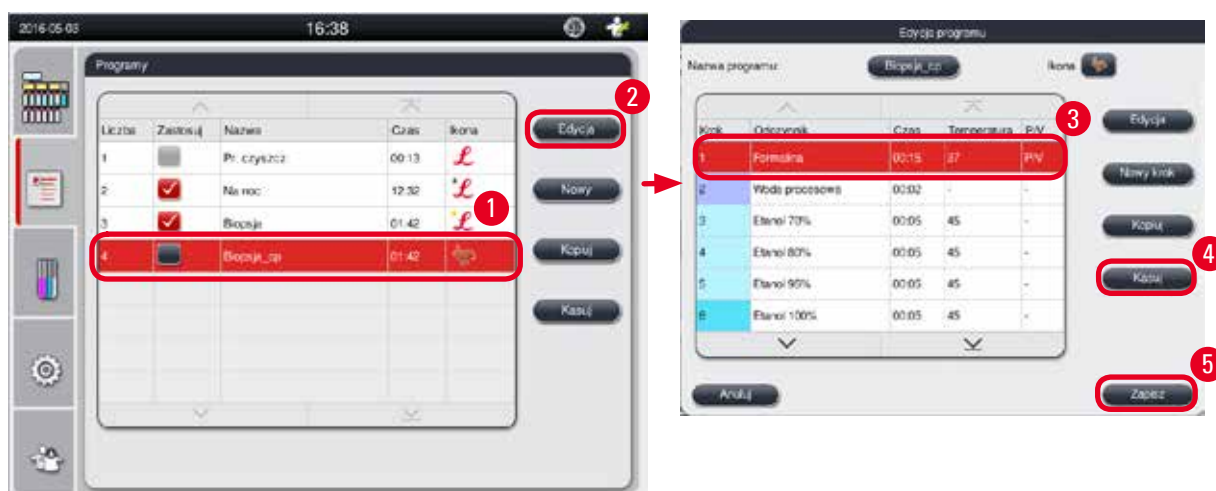 2016-05-03 16:38
Programy
Liczba Zastosuj Nazwa Czas Ikona
1 Pr. czyszcz 00:13
2 Na noc 12:32
3 Biopsje 01:42
4 Biopsje_cp 01:42
Edycja
Nowy
Kopiuj
Kasuj
1
2
Edycja programu
Nazwa programu: Biopsje_cp Ikona
Krok Odczynnik Czas Temperatura P/V
1 Formalina 00:15 37 P/V
2 Woda procesowa 00:02 - -
3 Etanol 70% 00:05 45 -
4 Etanol 80% 00:05 45 -
5 Etanol 95% 00:05 45 -
6 Etanol 100% 00:05 45 -
Edycja
Nowy krok
Kopiuj
Kasuj
Anuluj
Zapisz
3
4
5